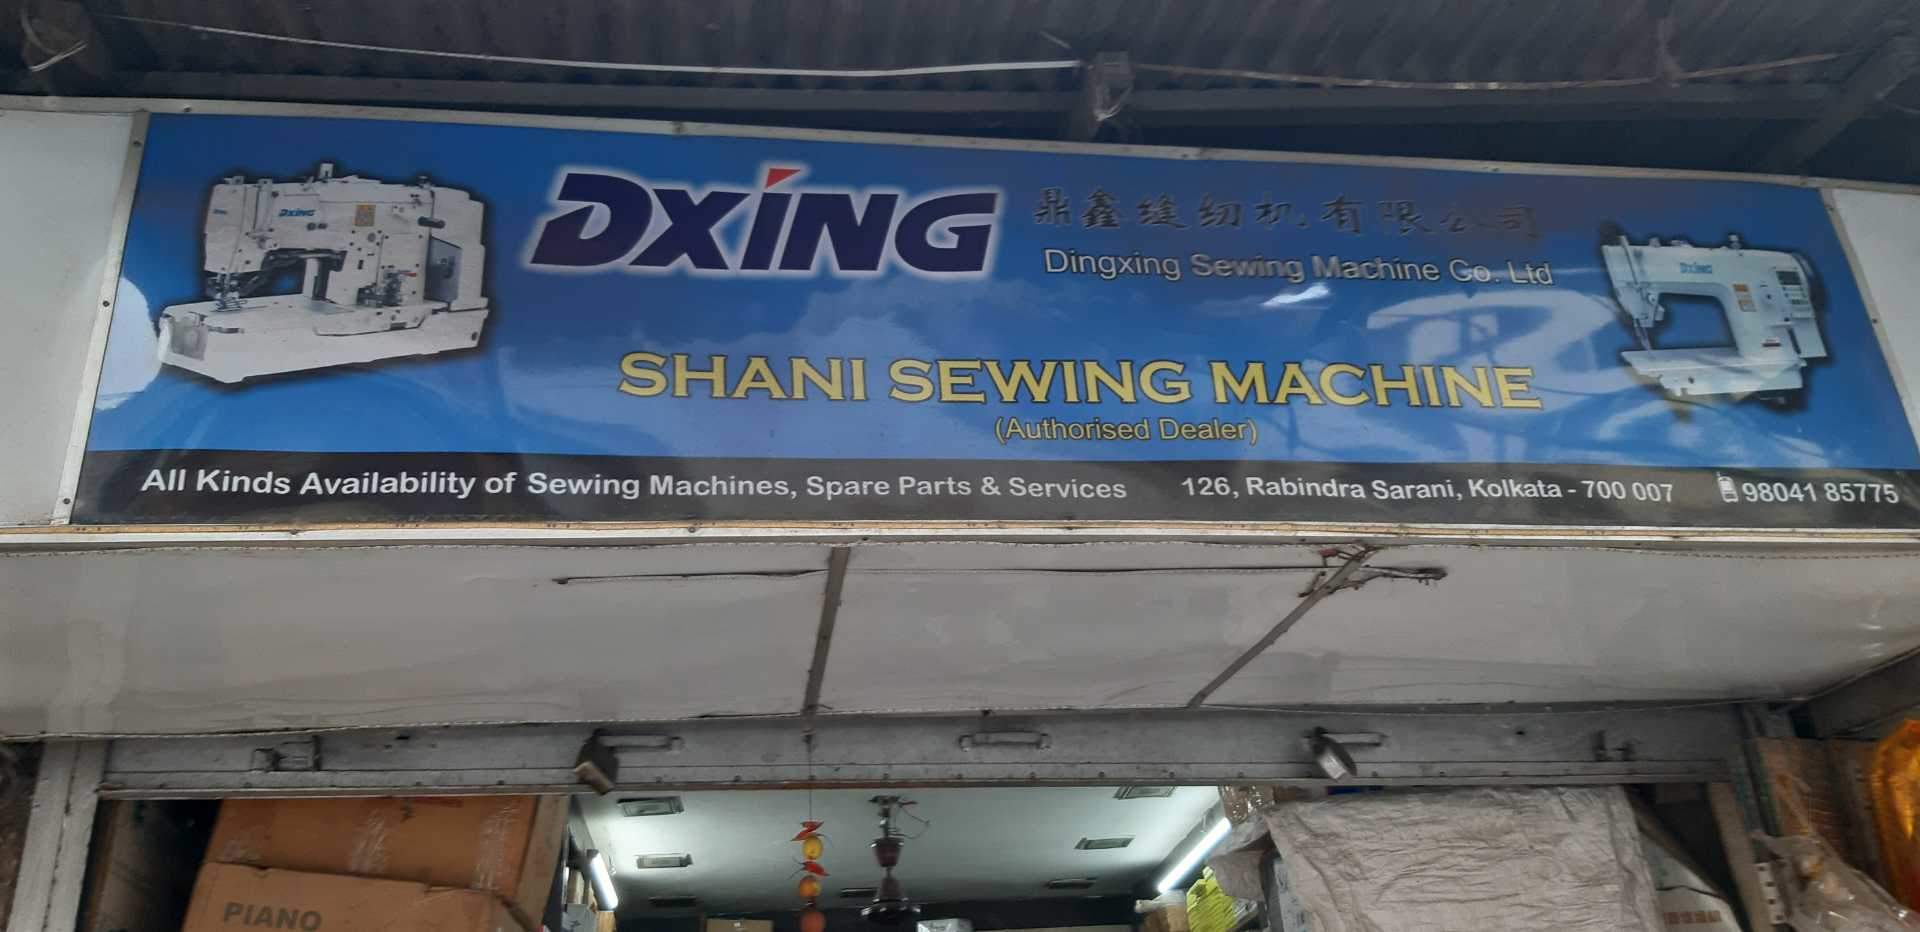 DXING
鼎鑫缝纫机有限公司
Dingxing Sewing Machine Co. Ltd
SHANI SEWING MACHINE
(Authorised Dealer)
All Kinds Availability of Sewing Machines, Spare Parts & Services 126, Rabindra Sarani, Kolkata - 700 007 98041 85775
DXING
DXING
PIANO